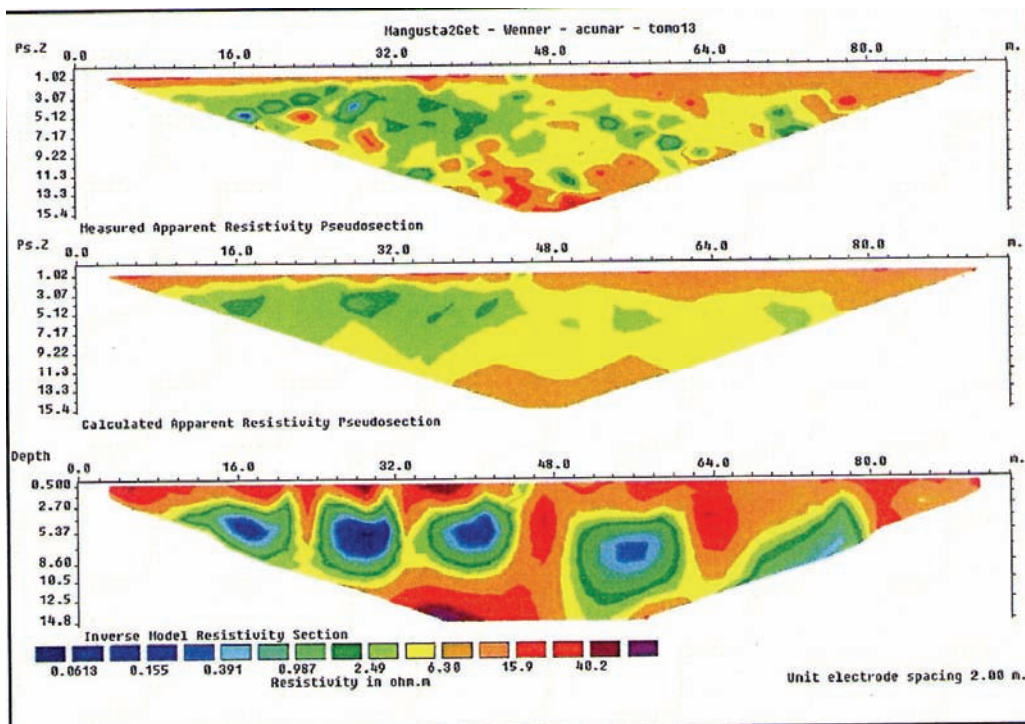 Mangusta2Get - Wenner - acumar - tomo13
Ps.Z 0.0 16.0 32.0 48.0 64.0 80.0 m.
1.02
3.07
5.12
7.17
9.22
11.3
13.3
15.4
Measured Apparent Resistivity Pseudosection
Ps.Z 0.0 16.0 32.0 48.0 64.0 80.0 m.
1.02
3.07
5.12
7.17
9.22
11.3
13.3
15.4
Calculated Apparent Resistivity Pseudosection
Depth 0.0 16.0 32.0 48.0 64.0 80.0 m.
0.500
2.70
5.37
8.60
10.5
12.5
14.8
Inverse Model Resistivity Section
0.0613 0.155 0.391 0.987 2.49 6.30 15.9 40.2
Resistivity in ohm.m
Unit electrode spacing 2.00 m.